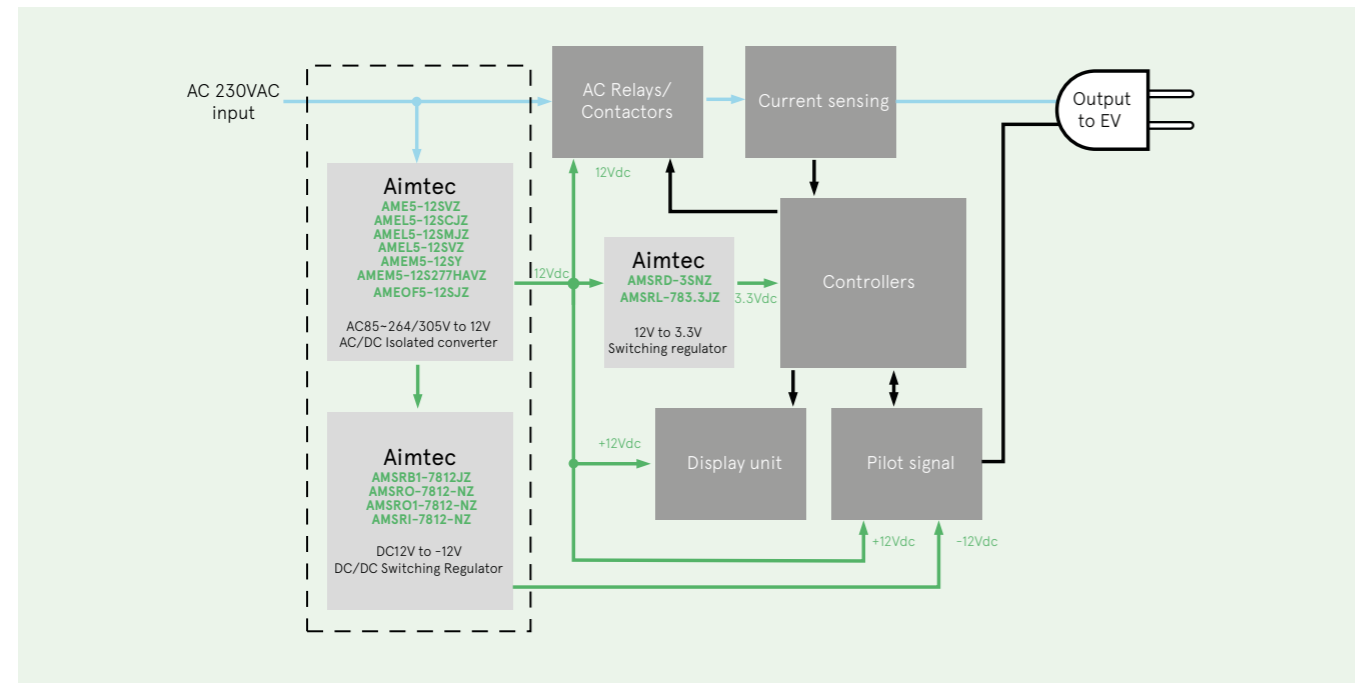 AC 230VAC
input
AC Relays/
Contactors
Current sensing
Output
to EV
Aimtec
AME5-12SVZ
AMEL5-12SCJZ
AMEL5-12SMJZ
AMEL5-12SVZ
AMEM5-12SY
AMEM5-12S277HAVZ
AMEOF5-12SJZ
AC85~264/305V to 12V
AC/DC Isolated converter
12Vdc
12Vdc
Aimtec
AMSRD-3SNZ
AMSRL-783.3JZ
12V to 3.3V
Switching regulator
3.3Vdc
Controllers
Aimtec
AMSRB1-7812JZ
AMSRO-7812-NZ
AMSRO1-7812-NZ
AMSRI-7812-NZ
DC12V to -12V
DC/DC Switching Regulator
+12Vdc
Display unit
Pilot signal
+12Vdc
-12Vdc